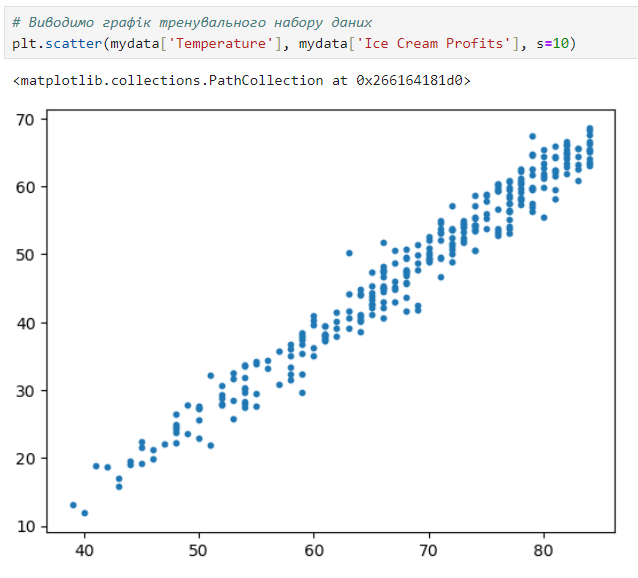 # Виводимо графік тренувального набору даних
plt.scatter(mydata['Temperature'], mydata['Ice Cream Profits'], s=10)
<matplotlib.collections.PathCollection at 0x266164181d0>
70
60
50
40
30
20
10
40 50 60 70 80